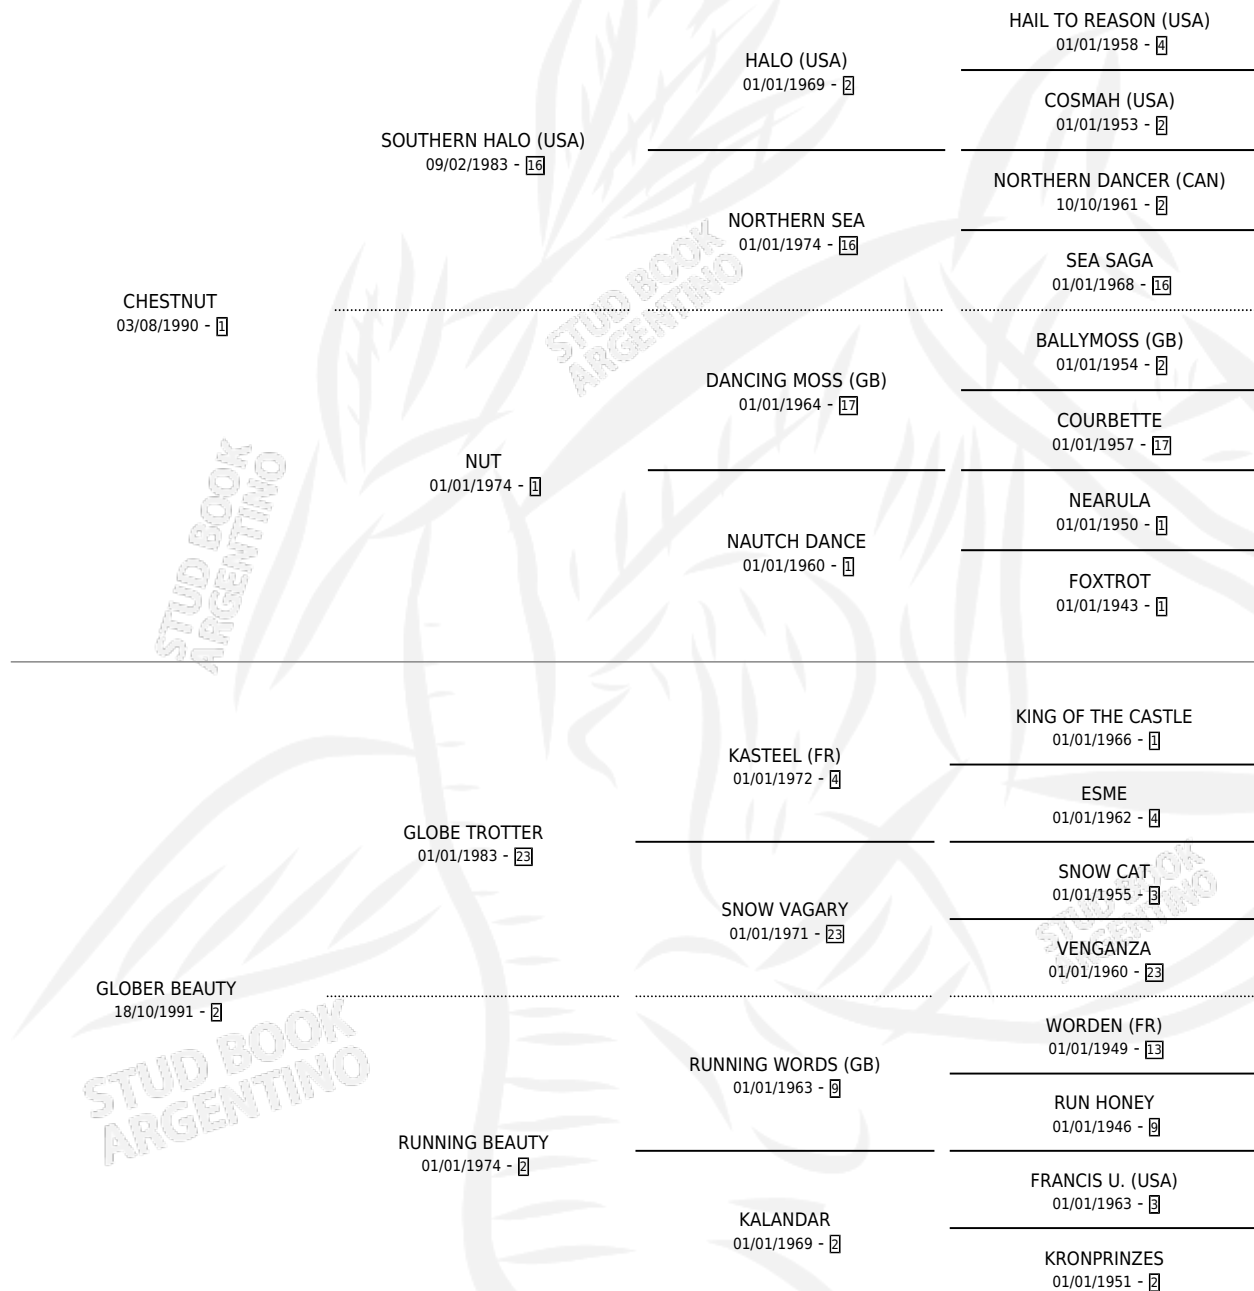 HAIL TO REASON (USA)
01/01/1958 - 4
HALO (USA)
01/01/1969 - 2
COSMAH (USA)
01/01/1953 - 2
SOUTHERN HALO (USA)
09/02/1983 - 16
NORTHERN DANCER (CAN)
10/10/1961 - 2
NORTHERN SEA
01/01/1974 - 16
SEA SAGA
01/01/1968 - 16
CHESTNUT
03/08/1990 - 1
BALLYMOSS (GB)
01/01/1954 - 2
DANCING MOSS (GB)
01/01/1964 - 17
COURBETTE
01/01/1957 - 17
NUT
01/01/1974 - 1
NEARULA
01/01/1950 - 1
NAUTCH DANCE
01/01/1960 - 1
FOXTROT
01/01/1943 - 1
KING OF THE CASTLE
01/01/1966 - 1
KASTEEL (FR)
01/01/1972 - 4
ESME
01/01/1962 - 4
GLOBE TROTTER
01/01/1983 - 23
SNOW CAT
01/01/1955 - 3
SNOW VAGARY
01/01/1971 - 23
VENGANZA
01/01/1960 - 23
GLOBER BEAUTY
18/10/1991 - 2
WORDEN (FR)
01/01/1949 - 13
RUNNING WORDS (GB)
01/01/1963 - 9
RUN HONEY
01/01/1946 - 9
RUNNING BEAUTY
01/01/1974 - 2
FRANCIS U. (USA)
01/01/1963 - 3
KALANDAR
01/01/1969 - 2
KRONPRINZES
01/01/1951 - 2
STUD BOOK
ARGENTINO
STUD BOOK
ARGENTINO
STUD BOOK
ARGENTINO
STUD BOOK
ARGENTINO